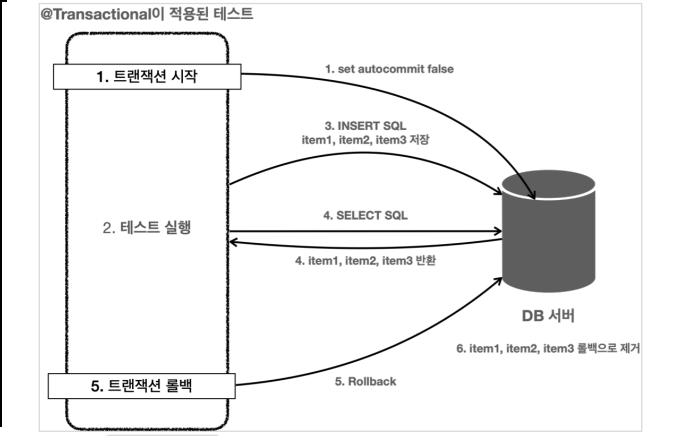 @Transactional이 적용된 테스트
1. 트랜잭션 시작
1. set autocommit false
3. INSERT SQL
item1, item2, item3 저장
2. 테스트 실행
4. SELECT SQL
4. item1, item2, item3 반환
DB 서버
6. item1, item2, item3 롤백으로 제거
5. 트랜잭션 롤백
5. Rollback